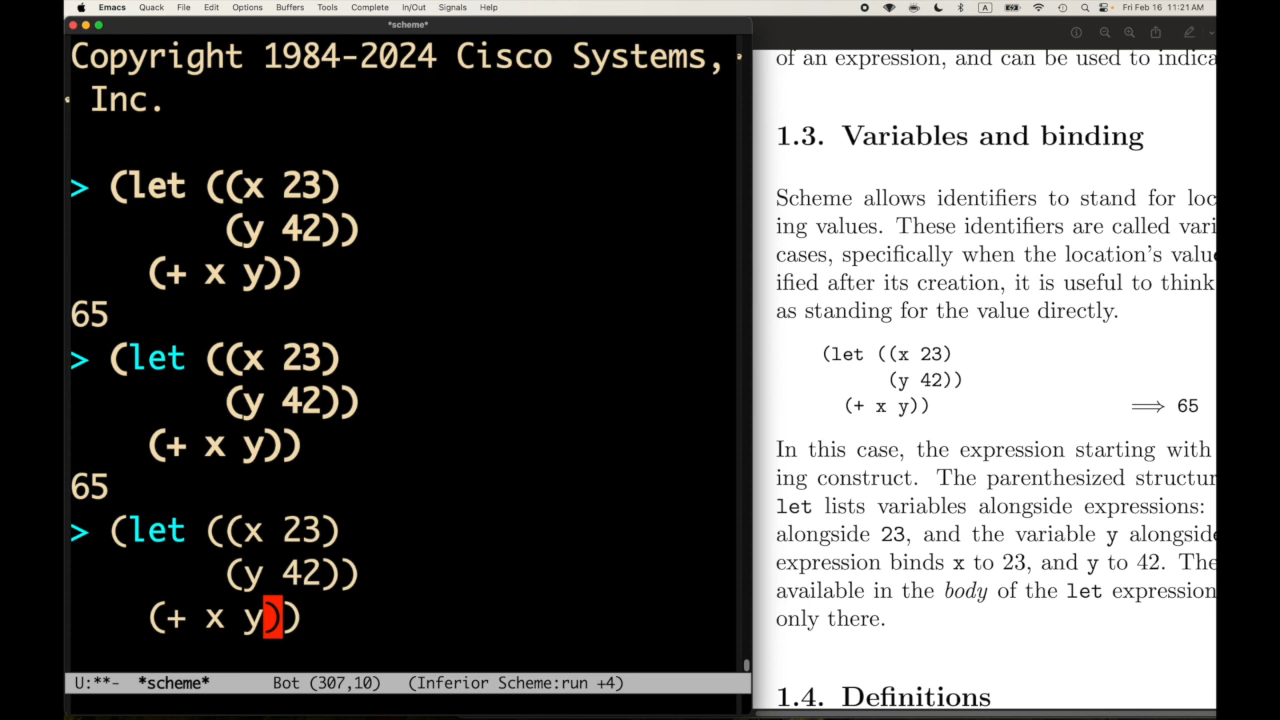 Emacs Quack File Edit Options Buffers Tools Complete In/Out Signals Help Fri Feb 16 11:21 AM
*scheme*
Copyright 1984-2024 Cisco Systems,
Inc.
> (let ((x 23)
(y 42))
(+ x y))
65
> (let ((x 23)
(y 42))
(+ x y))
65
> (let ((x 23)
(y 42))
(+ x y))
U:**- *scheme* Bot (307,10) (Inferior Scheme:run +4)
of an expression, and can be used to indica
1.3. Variables and binding
Scheme allows identifiers to stand for loc
ing values. These identifiers are called vari
cases, specifically when the location's valu
ified after its creation, it is useful to think
as standing for the value directly.
(let ((x 23)
(y 42))
(+ x y)) ⟹ 65
In this case, the expression starting with
ing construct. The parenthesized structur
let lists variables alongside expressions:
alongside 23, and the variable y alongside
expression binds x to 23, and y to 42. The
available in the body of the let expression
only there.
1.4. Definitions